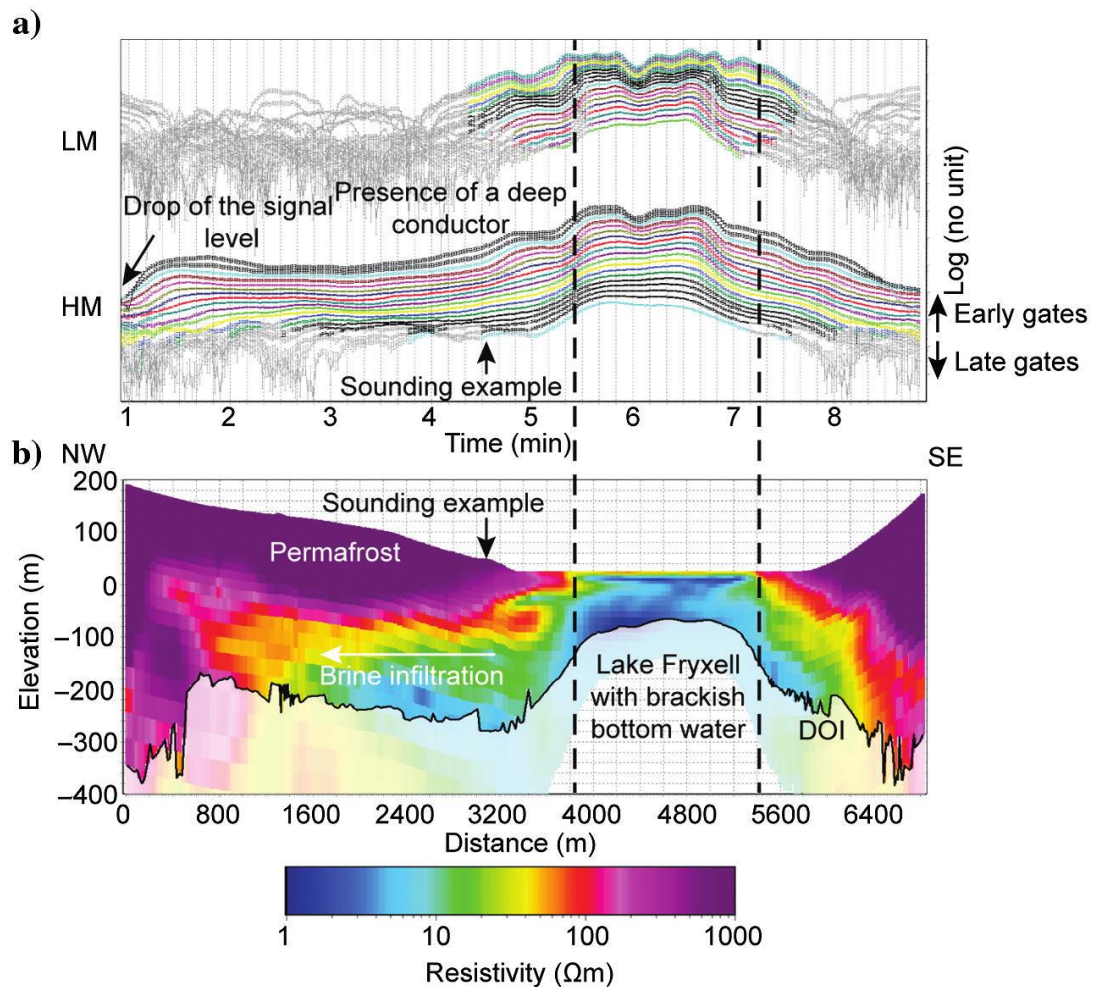 a)
LM
Drop of the signal
level
Presence of a deep
conductor
HM
Sounding example
Log (no unit)
Early gates
Late gates
1 2 3 4 5 6 7 8
Time (min)
b)
NW
SE
200
100
0
−100
−200
−300
−400
Elevation (m)
Sounding example
Permafrost
Brine infiltration
Lake Fryxell
with brackish
bottom water
DOI
0 800 1600 2400 3200 4000 4800 5600 6400
Distance (m)
1 10 100 1000
Resistivity (Ωm)